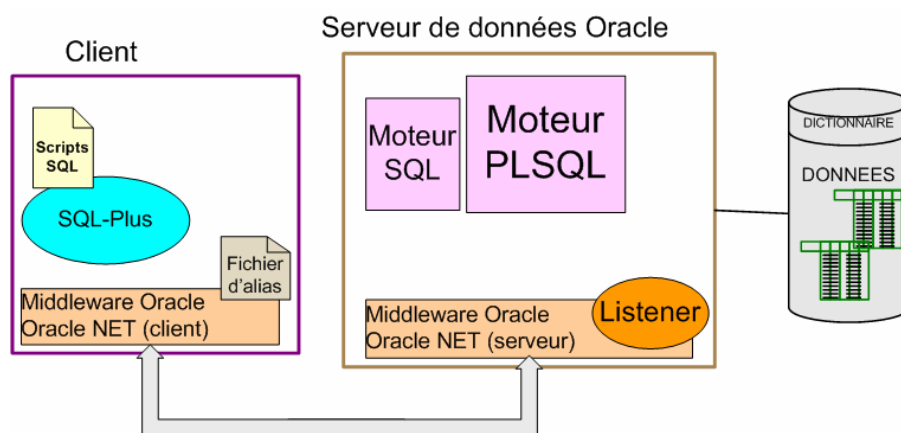 Serveur de données Oracle
Client
Scripts
SQL
SQL-Plus
Fichier
d'alias
Middleware Oracle
Oracle NET (client)
Moteur
SQL
Moteur
PLSQL
Listener
Middleware Oracle
Oracle NET (serveur)
DICTIONNAIRE
DONNEES